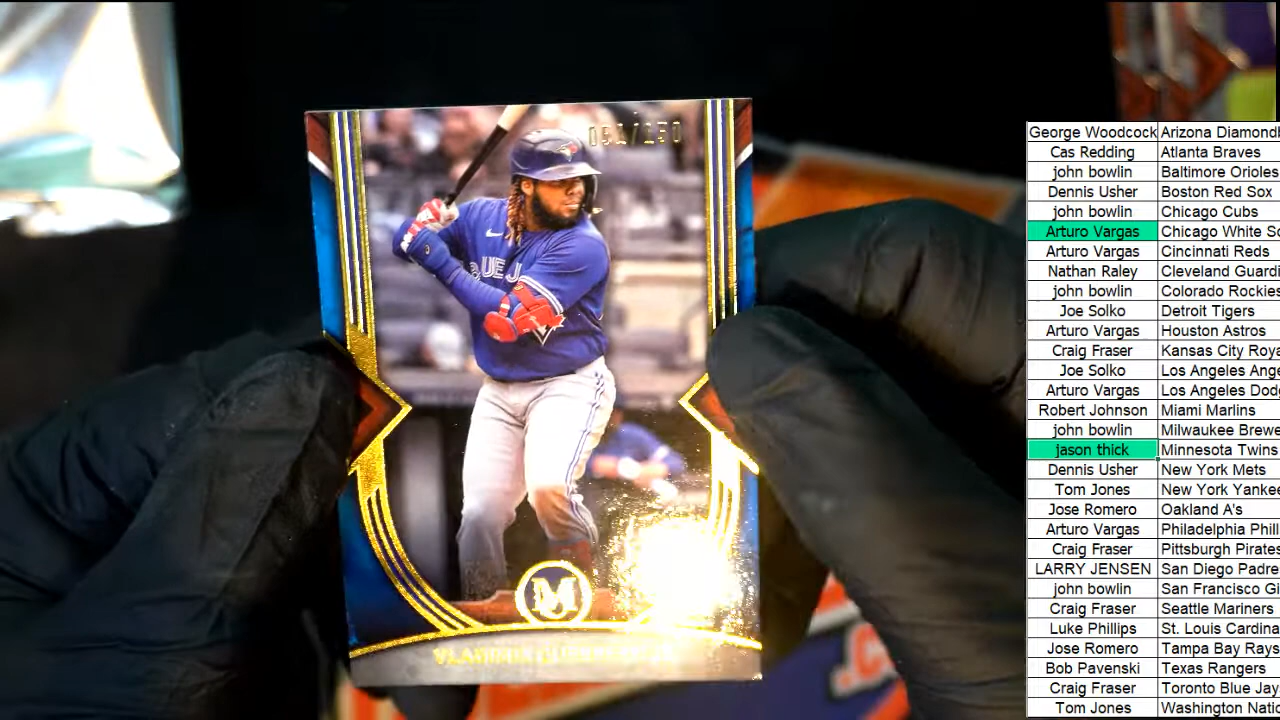 /150
VLADIMIR GUERRERO JR.
M
George Woodcock Arizona Diamond
Cas Redding Atlanta Braves
john bowlin Baltimore Orioles
Dennis Usher Boston Red Sox
john bowlin Chicago Cubs
Arturo Vargas Chicago White So
Arturo Vargas Cincinnati Reds
Nathan Raley Cleveland Guardi
john bowlin Colorado Rockies
Joe Solko Detroit Tigers
Arturo Vargas Houston Astros
Craig Fraser Kansas City Roya
Joe Solko Los Angeles Ange
Arturo Vargas Los Angeles Dodg
Robert Johnson Miami Marlins
john bowlin Milwaukee Brewe
jason thick Minnesota Twins
Dennis Usher New York Mets
Tom Jones New York Yankee
Jose Romero Oakland A's
Arturo Vargas Philadelphia Phill
Craig Fraser Pittsburgh Pirates
LARRY JENSEN San Diego Padre
john bowlin San Francisco Gi
Craig Fraser Seattle Mariners
Luke Phillips St. Louis Cardina
Jose Romero Tampa Bay Rays
Bob Pavenski Texas Rangers
Craig Fraser Toronto Blue Jay
Tom Jones Washington Natio